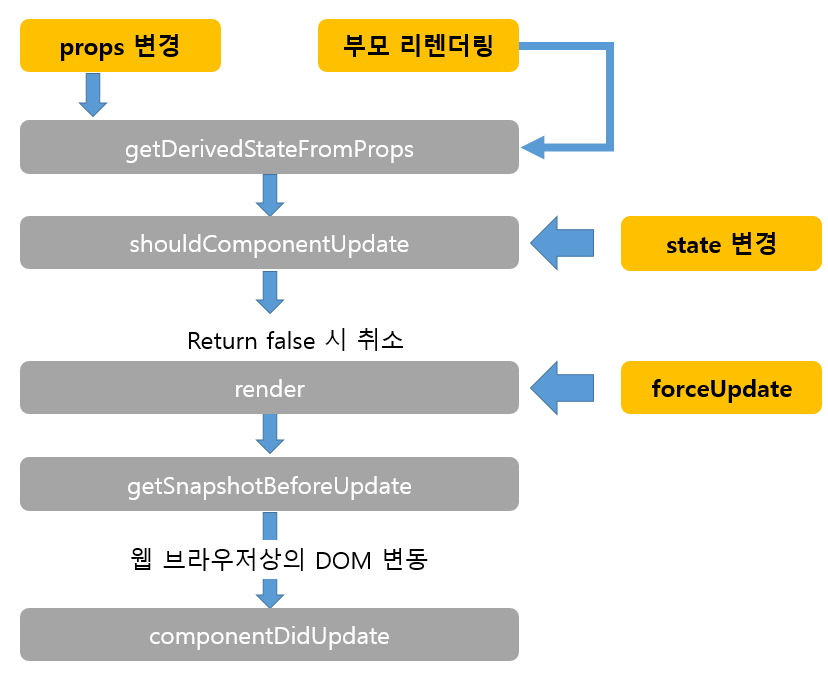 props 변경
부모 리렌더링
getDerivedStateFromProps
shouldComponentUpdate
state 변경
Return false 시 취소
render
forceUpdate
getSnapshotBeforeUpdate
웹 브라우저상의 DOM 변동
componentDidUpdate